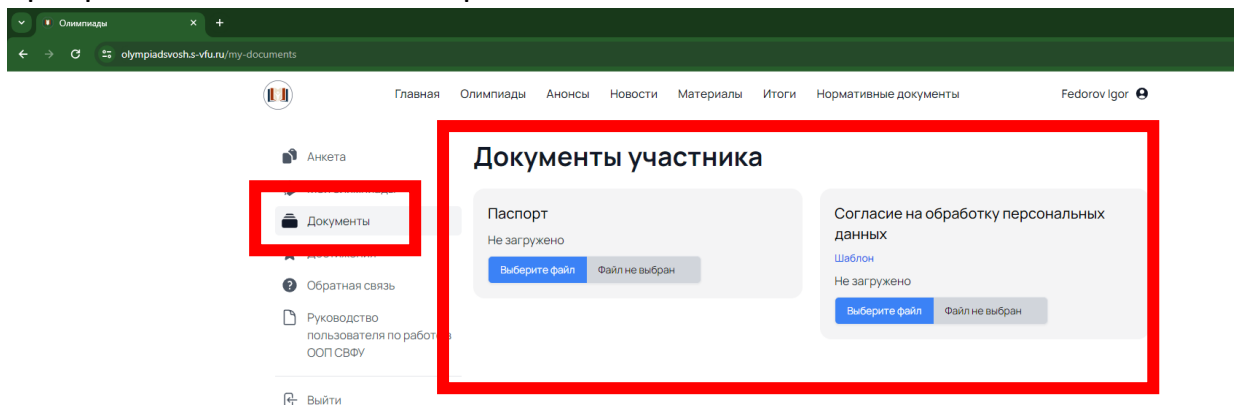 Олимпиады
olympiadsvosh.s-vfu.ru/my-documents
Главная Олимпиады Анонсы Новости Материалы Итоги Нормативные документы Fedorov Igor
Анкета
Документы
Обратная связь
Руководство
пользователя по работе в
ООП СВФУ
Выйти
Документы участника
Паспорт
Не загружено
Выберите файл Файл не выбран
Согласие на обработку персональных
данных
Шаблон
Не загружено
Выберите файл Файл не выбран